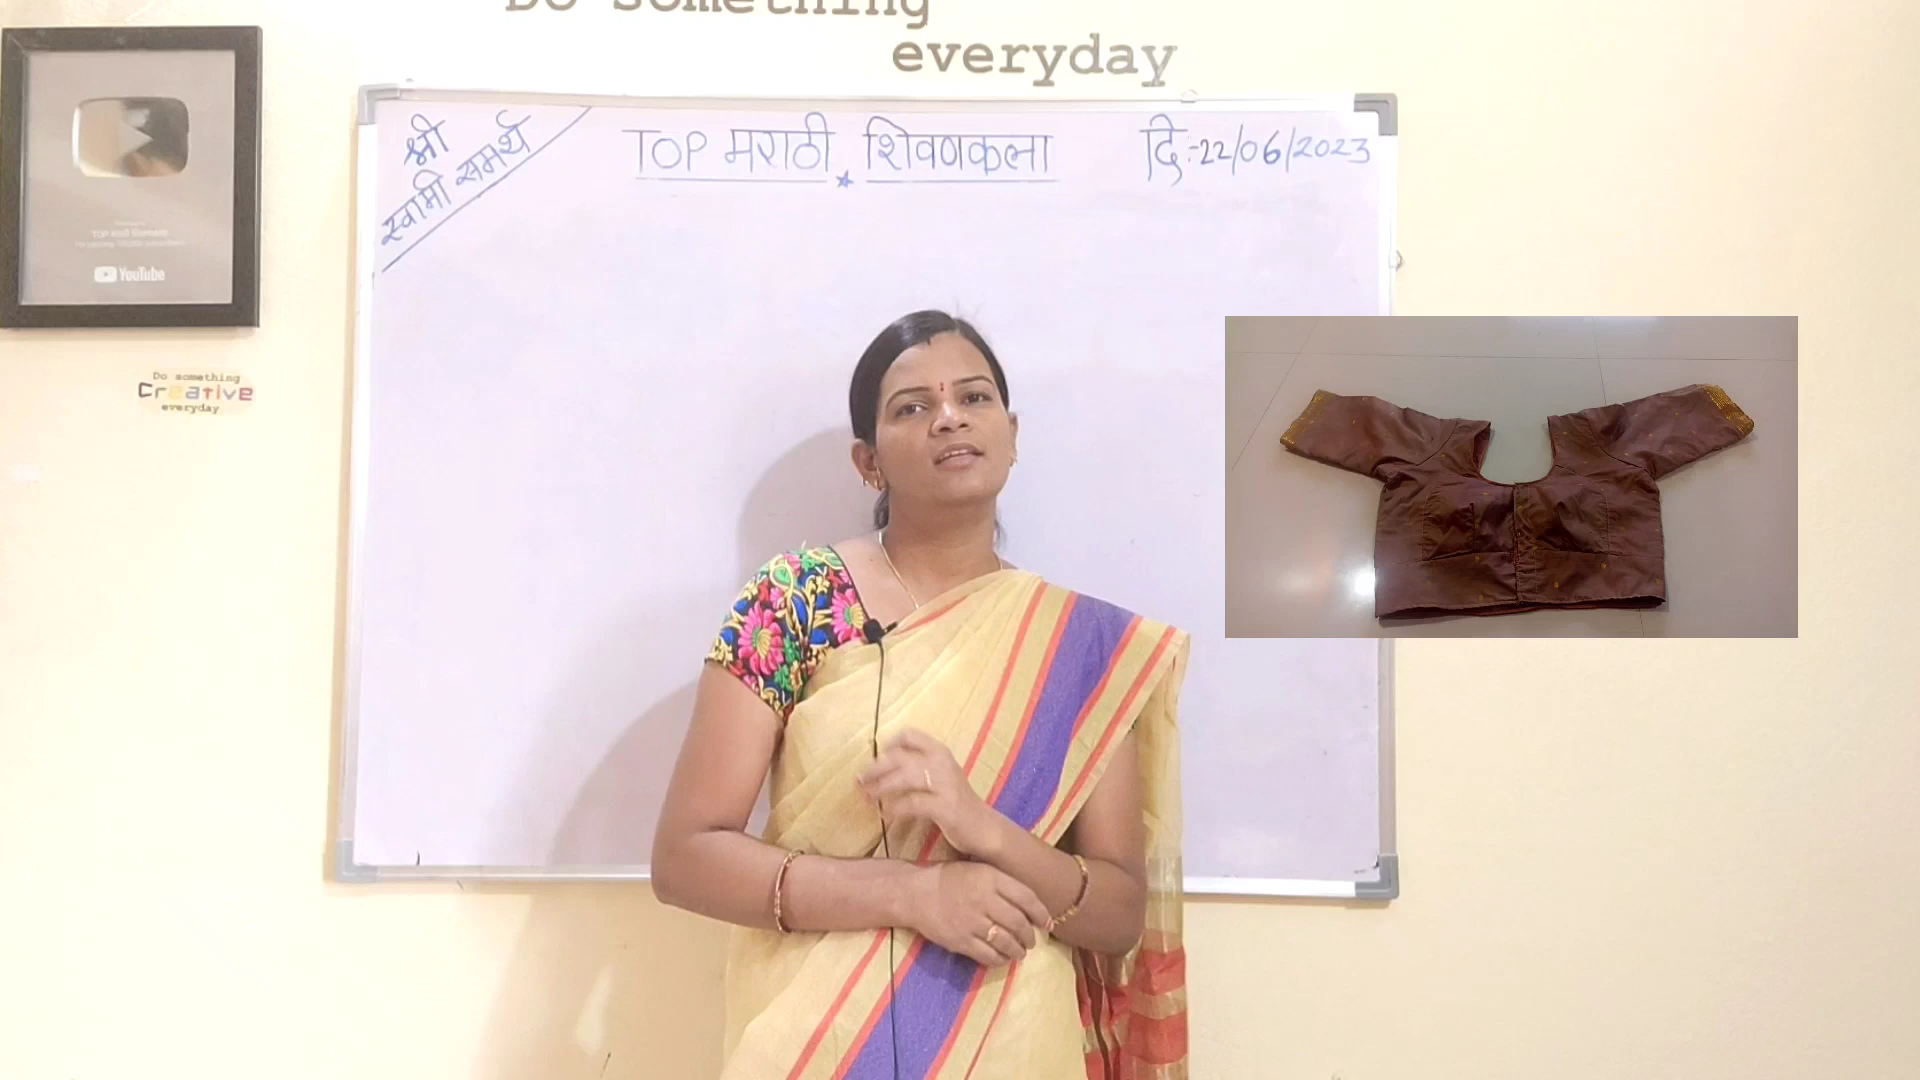 Do something
everyday
श्री
स्वामी समर्थ
TOP मराठी शिवणकला
दि:-22/06/2023
YouTube
Do something
Creative
everyday